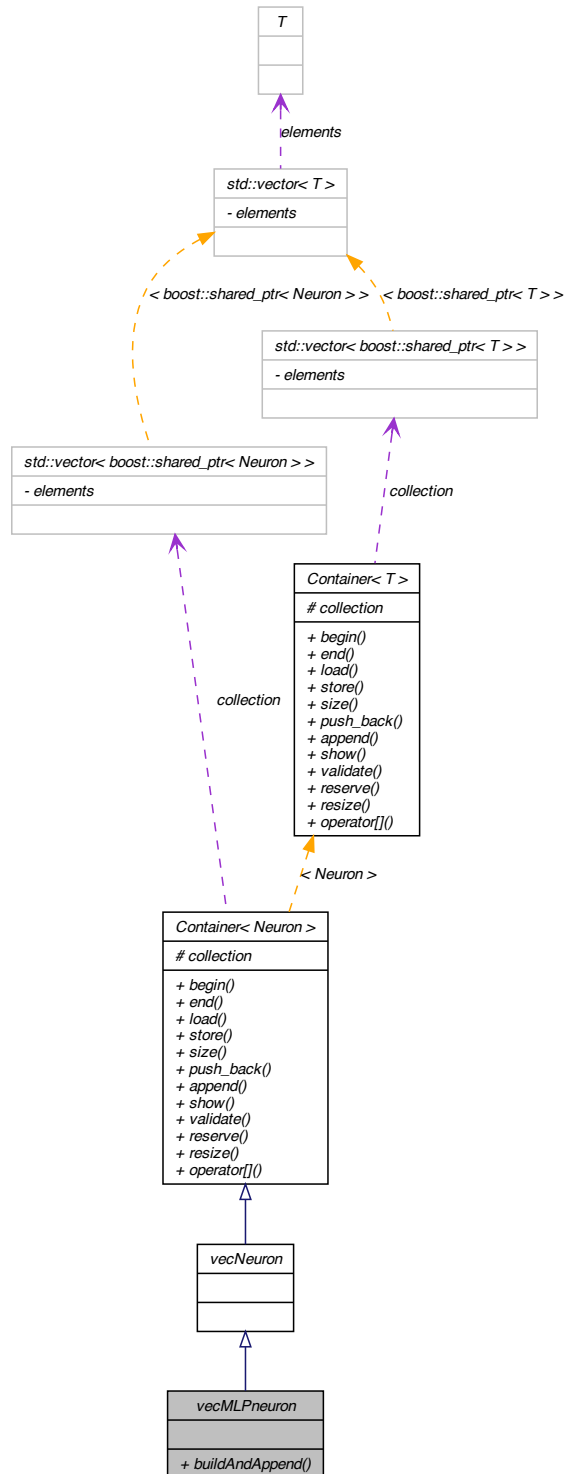 T
elements
std::vector< T >
- elements
< boost::shared_ptr< Neuron > >
< boost::shared_ptr< T > >
std::vector< boost::shared_ptr< T > >
- elements
std::vector< boost::shared_ptr< Neuron > >
- elements
collection
Container< T >
# collection
+ begin()
+ end()
+ load()
+ store()
+ size()
+ push_back()
+ append()
+ show()
+ validate()
+ reserve()
+ resize()
+ operator[]()
collection
< Neuron >
Container< Neuron >
# collection
+ begin()
+ end()
+ load()
+ store()
+ size()
+ push_back()
+ append()
+ show()
+ validate()
+ reserve()
+ resize()
+ operator[]()
vecNeuron
vecMLPneuron
+ buildAndAppend()